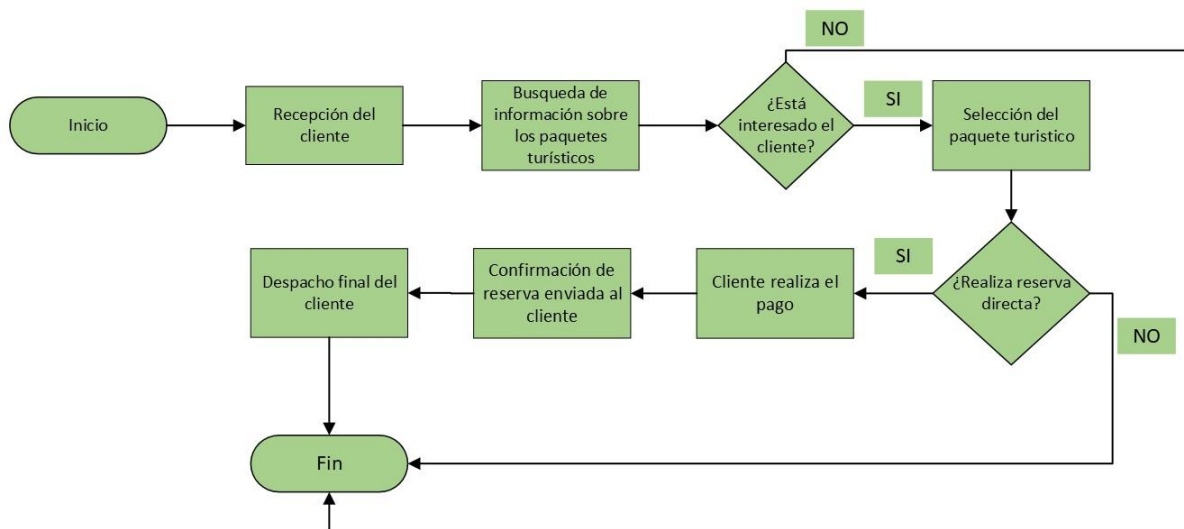 NO
Inicio
Recepción del
cliente
Busqueda de
información sobre
los paquetes
turísticos
¿Está
interesado el
cliente?
SI
Selección del
paquete turistico
Despacho final del
cliente
Confirmación de
reserva enviada al
cliente
Cliente realiza el
pago
SI
¿Realiza reserva
directa?
NO
Fin